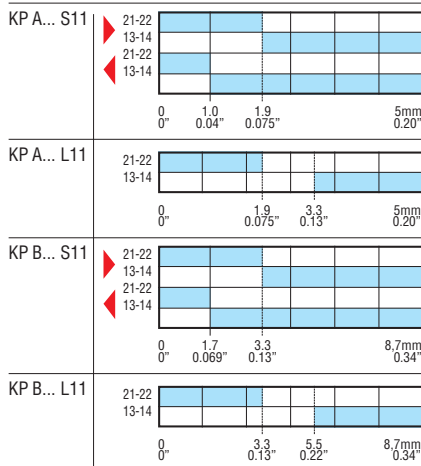 KP A... S11
21-22
13-14
21-22
13-14
0 1.0 1.9 5mm
0” 0.04” 0.075” 0.20”
KP A... L11
21-22
13-14
0 1.9 3.3 5mm
0” 0.075” 0.13” 0.20”
KP B... S11
21-22
13-14
21-22
13-14
0 1.7 3.3 8,7mm
0” 0.069” 0.13” 0.34”
KP B... L11
21-22
13-14
0 3.3 5.5 8,7mm
0” 0.13” 0.22” 0.34”